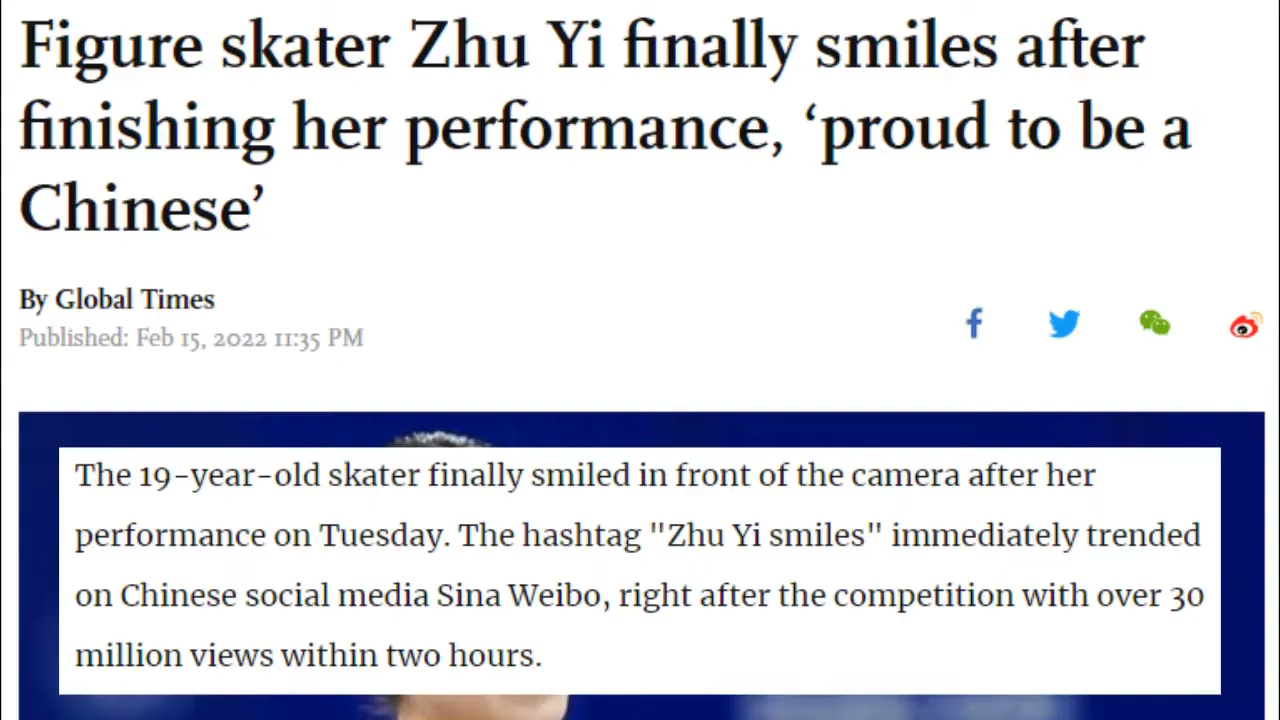 Figure skater Zhu Yi finally smiles after
finishing her performance, ‘proud to be a
Chinese’
By Global Times
Published: Feb 15, 2022 11:35 PM
The 19-year-old skater finally smiled in front of the camera after her
performance on Tuesday. The hashtag "Zhu Yi smiles" immediately trended
on Chinese social media Sina Weibo, right after the competition with over 30
million views within two hours.